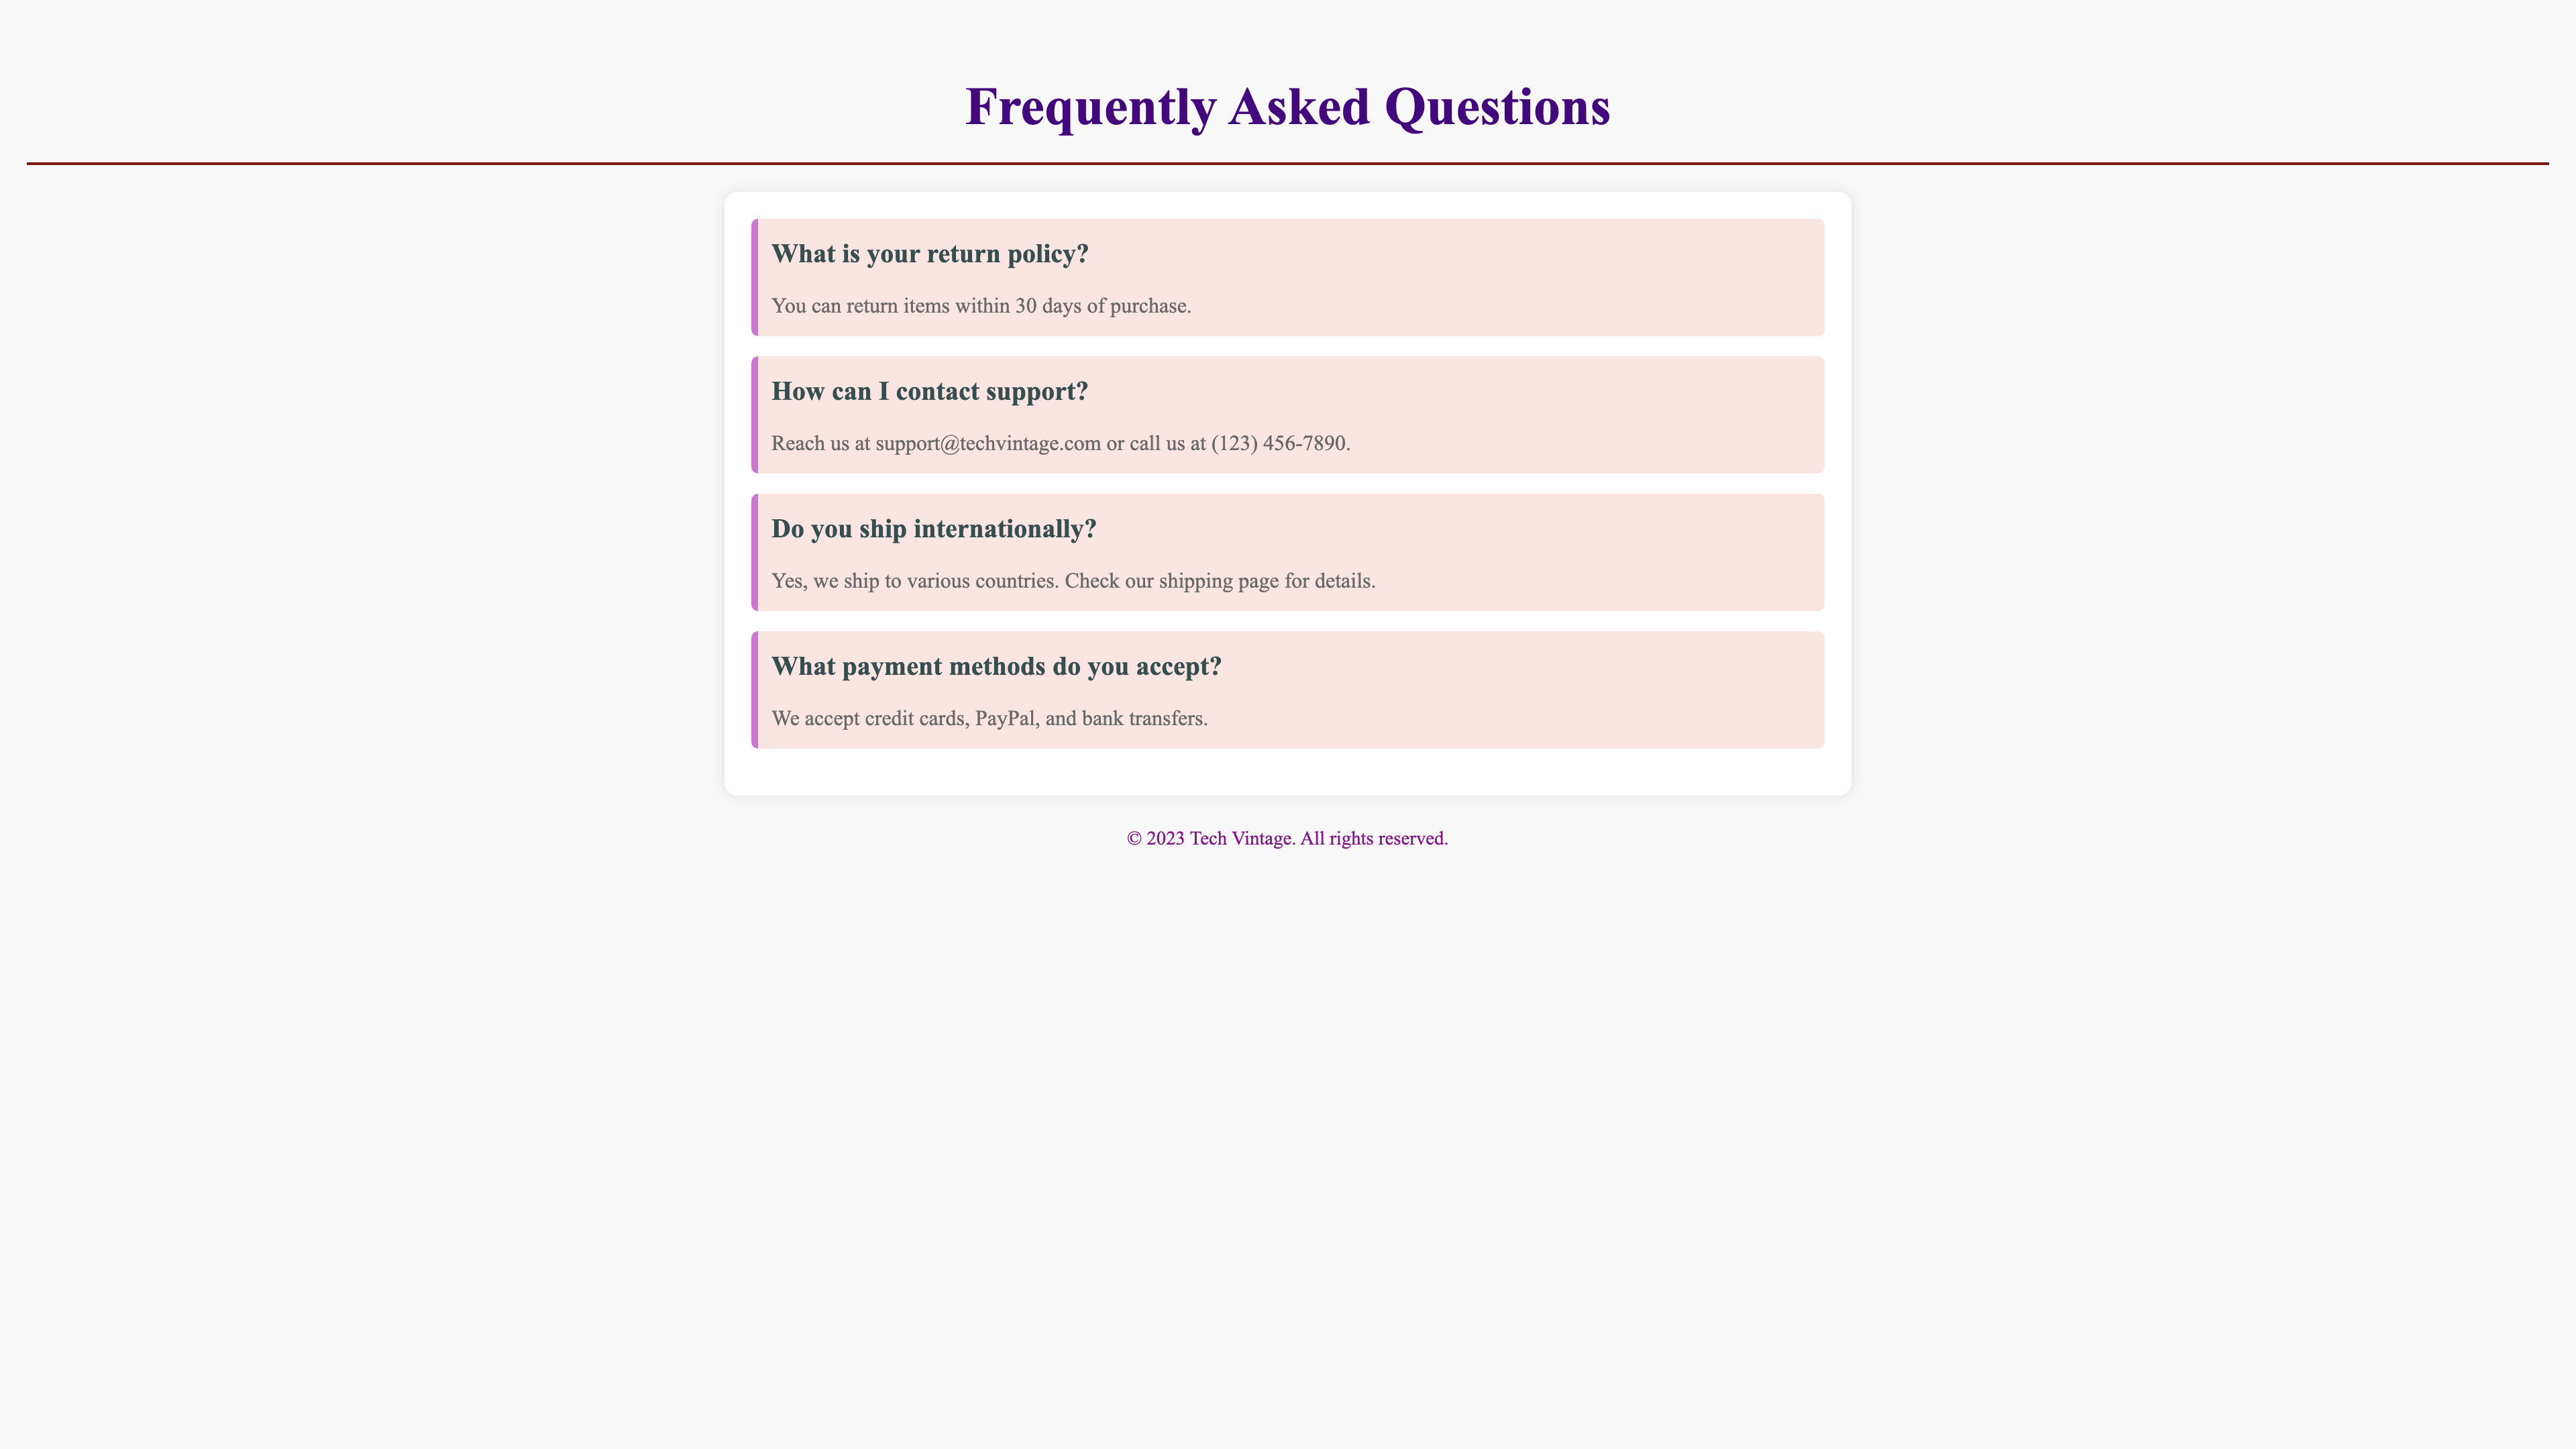 Frequently Asked Questions
What is your return policy?
You can return items within 30 days of purchase.
How can I contact support?
Reach us at support@techvintage.com or call us at (123) 456-7890.
Do you ship internationally?
Yes, we ship to various countries. Check our shipping page for details.
What payment methods do you accept?
We accept credit cards, PayPal, and bank transfers.
© 2023 Tech Vintage. All rights reserved.